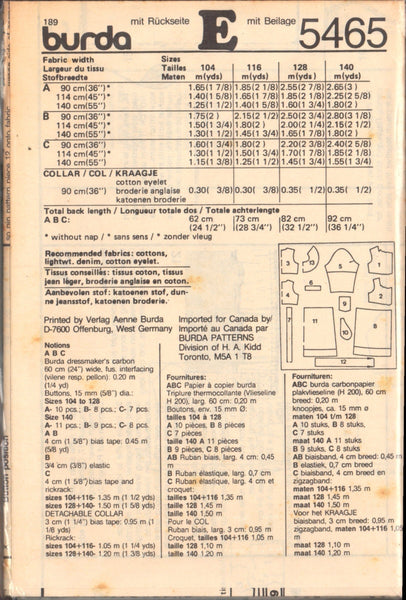 189
mit Rückseite E mit Beilage
burda 5465
Fabric width Sizes
Largeur du tissu Tailles 104 116 128 140
Stofbreedte Maten m(yds) m(yds) m(yds) m(yds)
A 90 cm(36")* 1.65(1 7/8) 1.85(2 1/8) 2.55(2 7/8) 2.65(3 )
114 cm(45")* 1.40(1 5/8) 1.65(1 7/8) 1.85(2 1/8) 2.25(2 5/8)
140 cm(55") 1.25(1 1/2) 1.40(1 5/8) 1.60(1 3/4) 1.80(2 )
B 90 cm(36")* 1.75(2 ) 2.15(2 1/2) 2.50(2 3/4) 2.80(3 1/8)
114 cm(45")* 1.50(1 3/4) 1.80(2 ) 2.00(2 1/4) 2.15(2 1/2)
140 cm(55")* 1.30(1 1/2) 1.45(1 3/4) 1.65(1 7/8) 1.80(2 )
C 90 cm(36")* 1.60(1 3/4) 1.80(2 ) 2.20(2 3/8) 2.40(2 5/8)
114 cm(45")* 1.30(1 1/2) 1.50(1 3/4) 1.70(1 7/8) 1.85(2 1/8)
140 cm(55") 1.15(1 3/8) 1.25(1 1/2) 1.45(1 5/8) 1.55(1 3/4)
COLLAR / COL / KRAAGJE
cotton eyelet
90 cm(36") broderie anglaise 0.30( 3/8) 0.30( 3/8) 0.35( 1/2) 0.35( 1/2)
katoenen broderie
Total back length / Longueur totale dos / Totale achterlengte
A B C: 62 cm 73 cm 82 cm 92 cm
(24 1/2") (28 3/4") (32 1/2") (36 1/4")
* without nap / * sans sens / * zonder vleug
Recommended fabrics: cottons,
lightwt. denim, cotton eyelet.
Tissus conseillés: tissus coton, tissus
jean léger, broderie anglaise en coton.
Aanbevolen stof: katoenen stof, dun-
ne jeansstof, katoenen broderie.
3 5 1
4 6 2
7 11 9 10 8
12
Printed by Verlag Aenne Burda
D-7600 Offenburg, West Germany
Imported for Canada by/
Importé au Canada par
BURDA PATTERNS
Division of H. A. Kidd
Toronto, M5A 1T8
Notions
A B C
Burda dressmaker's carbon
60 cm (24") wide, fus. interfacing
(vilene resp. pellon): 0.20 m
(1/4 yd)
Buttons, 15 mm (5/8" dia.:
Sizes 104 to 128
A- 10 pcs.; B- 8 pcs.; C- 7 pcs.
Size 140
A- 11 pcs.; B- 9 pcs.; C- 8 pcs.
A B
4 cm (1 5/8") bias tape: 0.45 m
(5/8 yd)
B
3/4 cm (3/8") elastic
C
4 cm (1 5/8") bias tape and
rickrack:
sizes 104+116- 1.35 m (1 1/2 yds)
sizes 128+140- 1.50 m (1 5/8 yds)
DETACHABLE COLLAR
3 cm (1 1/4") bias tape: 0.95 m (1
1/8 yds)
Rickrack:
sizes 104+116- 1.05 m (1 1/4 yds)
sizes 128+140- 1.20 m (1 3/8 yds)
Fournitures:
ABC Papier à copier burda
Triplure thermocollante (Vlieseline
H 200), larg. 60 cm: 0,20 m
Boutons, env. 15 mm Ø:
tailles 104 à 128
A 10 pièces, B 8 pièces
C 7 pièces
taille 140 A 11 pièces
B 9 pièces, C 8 pièces
AB Ruban biais, larg. 4 cm: 0,45
m
B Ruban élastique, larg. 0,7 cm
C Ruban élastique, larg. 4 cm et
croquet:
tailles 104+116 1,35 m
taille 128 1,45 m
taille 140 1,50 m
Pour le COL
Ruban biais, larg. 3 cm: 0,95 m
Croquet, tailles 104+116 1,05 m
taille 128 1,10 m
taille 140 1,20 m
Fournituren:
ABC burda carbonpapier
plakvlieseline (H 200), 60 cm
breed: 0,20 m
knoopjes, ca. 15 mm ø
maten 104 t/m 128
A 10 stuks, B 8 stuks,
C 7 stuks
maat 140 A 11 stuks
B 9 stuks, C 8 stuks
AB biaisband, 4 cm breed 0,45 m
B elastiek, 0,7 cm breed
C biaisband, 4 cm breed en
zigzagband:
maten 104+116 1,35 m
maat 128 1,45 m
maat 140 1,50 m
Voor het KRAAGJE
biaisband, 3 cm breed: 0,95 m
zigzagband, maten 104+116 1,05
maat 128 1,10 m
maat 140 1,20 m